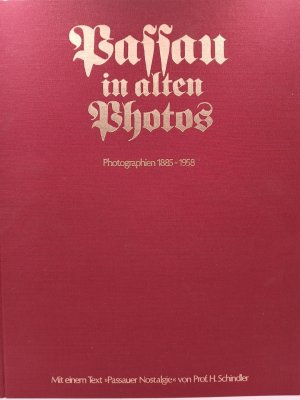 Paſſau
in alten
Photos
Photographien 1885-1958
Mit einem Text »Passauer Nostalgie« von Prof. H. Schindler